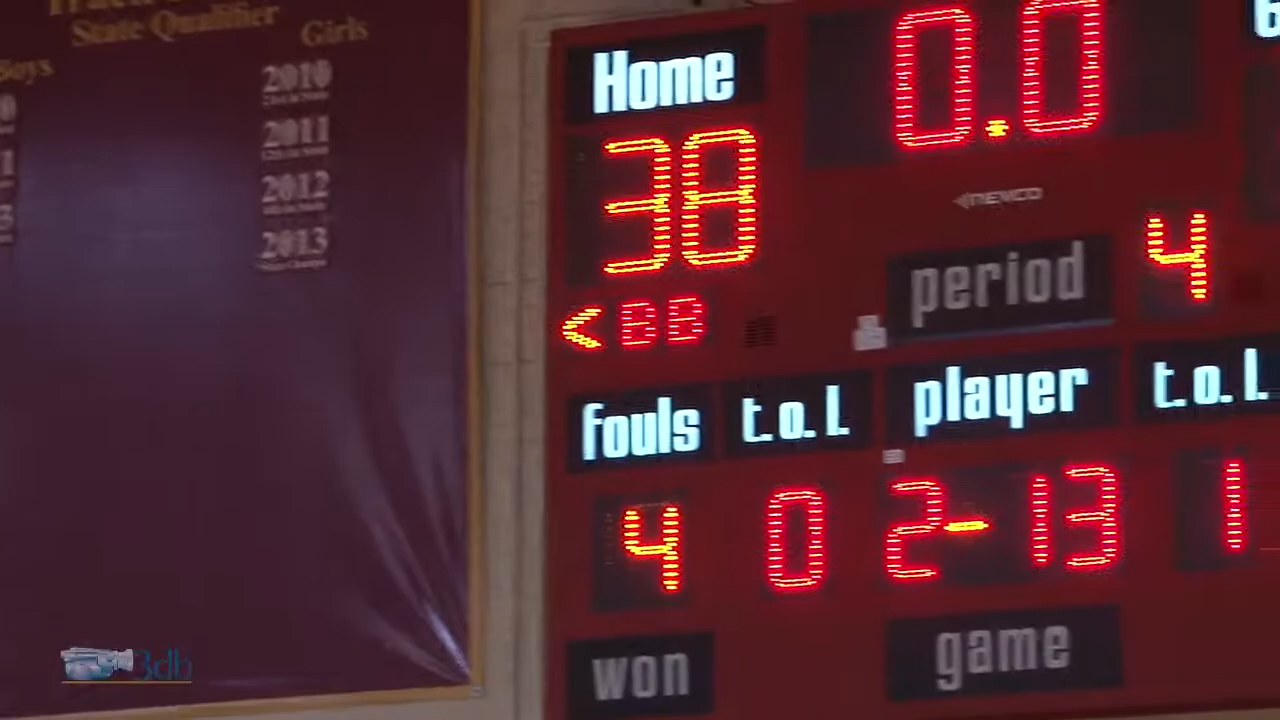 State Qualifier
Boys
Girls
2010
2011
2012
2013
Home
0.0
38
NEVCO
period
4
<BB
fouls
t.o.l.
player
t.o.l.
4
0
2-13
1
won
game
3db